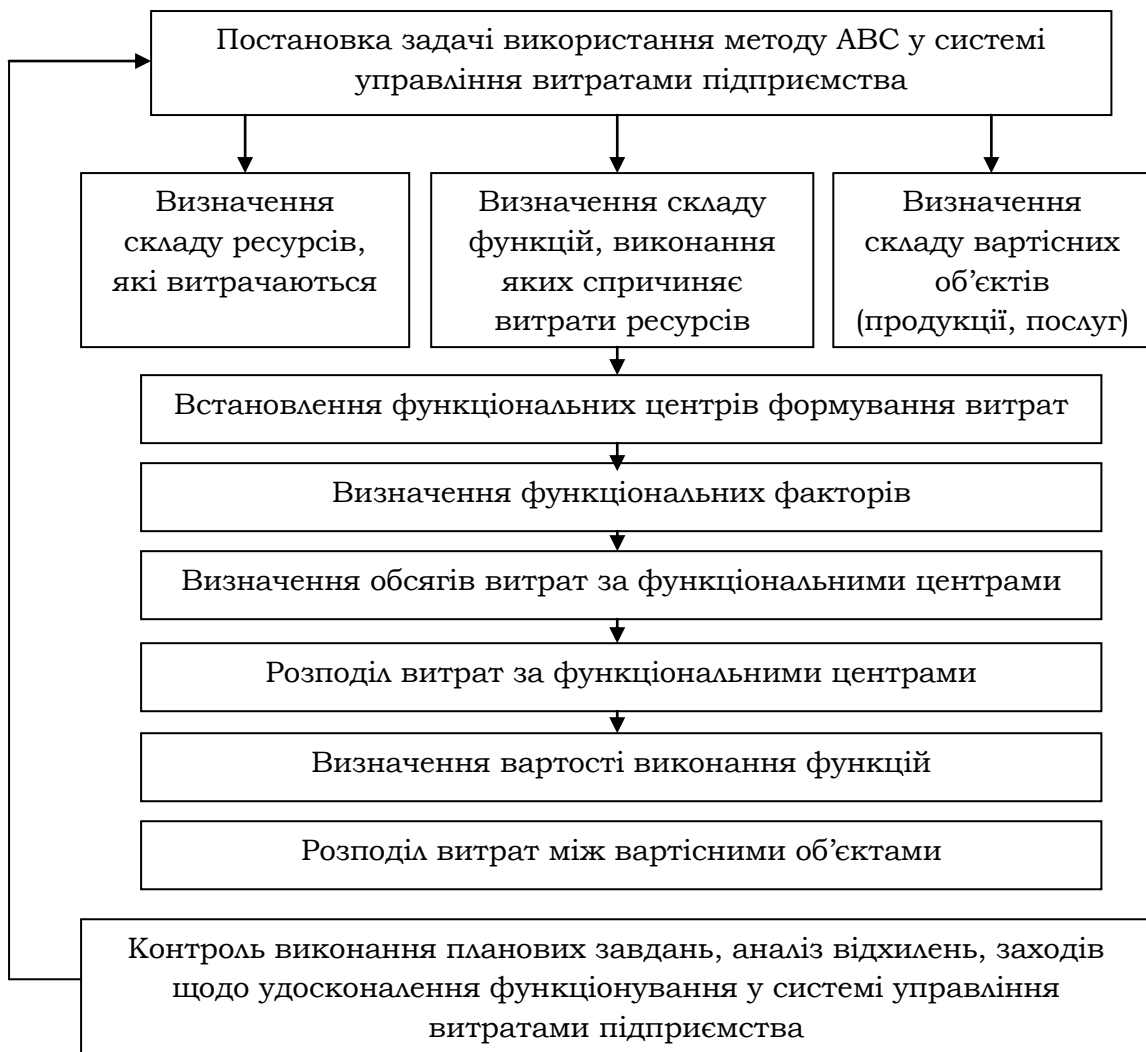 Постановка задачі використання методу АВС у системі
управління витратами підприємства
Визначення
складу ресурсів,
які витрачаються
Визначення складу
функцій, виконання
яких спричиняє
витрати ресурсів
Визначення
складу вартісних
об’єктів
(продукції, послуг)
Встановлення функціональних центрів формування витрат
Визначення функціональних факторів
Визначення обсягів витрат за функціональними центрами
Розподіл витрат за функціональними центрами
Визначення вартості виконання функцій
Розподіл витрат між вартісними об’єктами
Контроль виконання планових завдань, аналіз відхилень, заходів
щодо удосконалення функціонування у системі управління
витратами підприємства